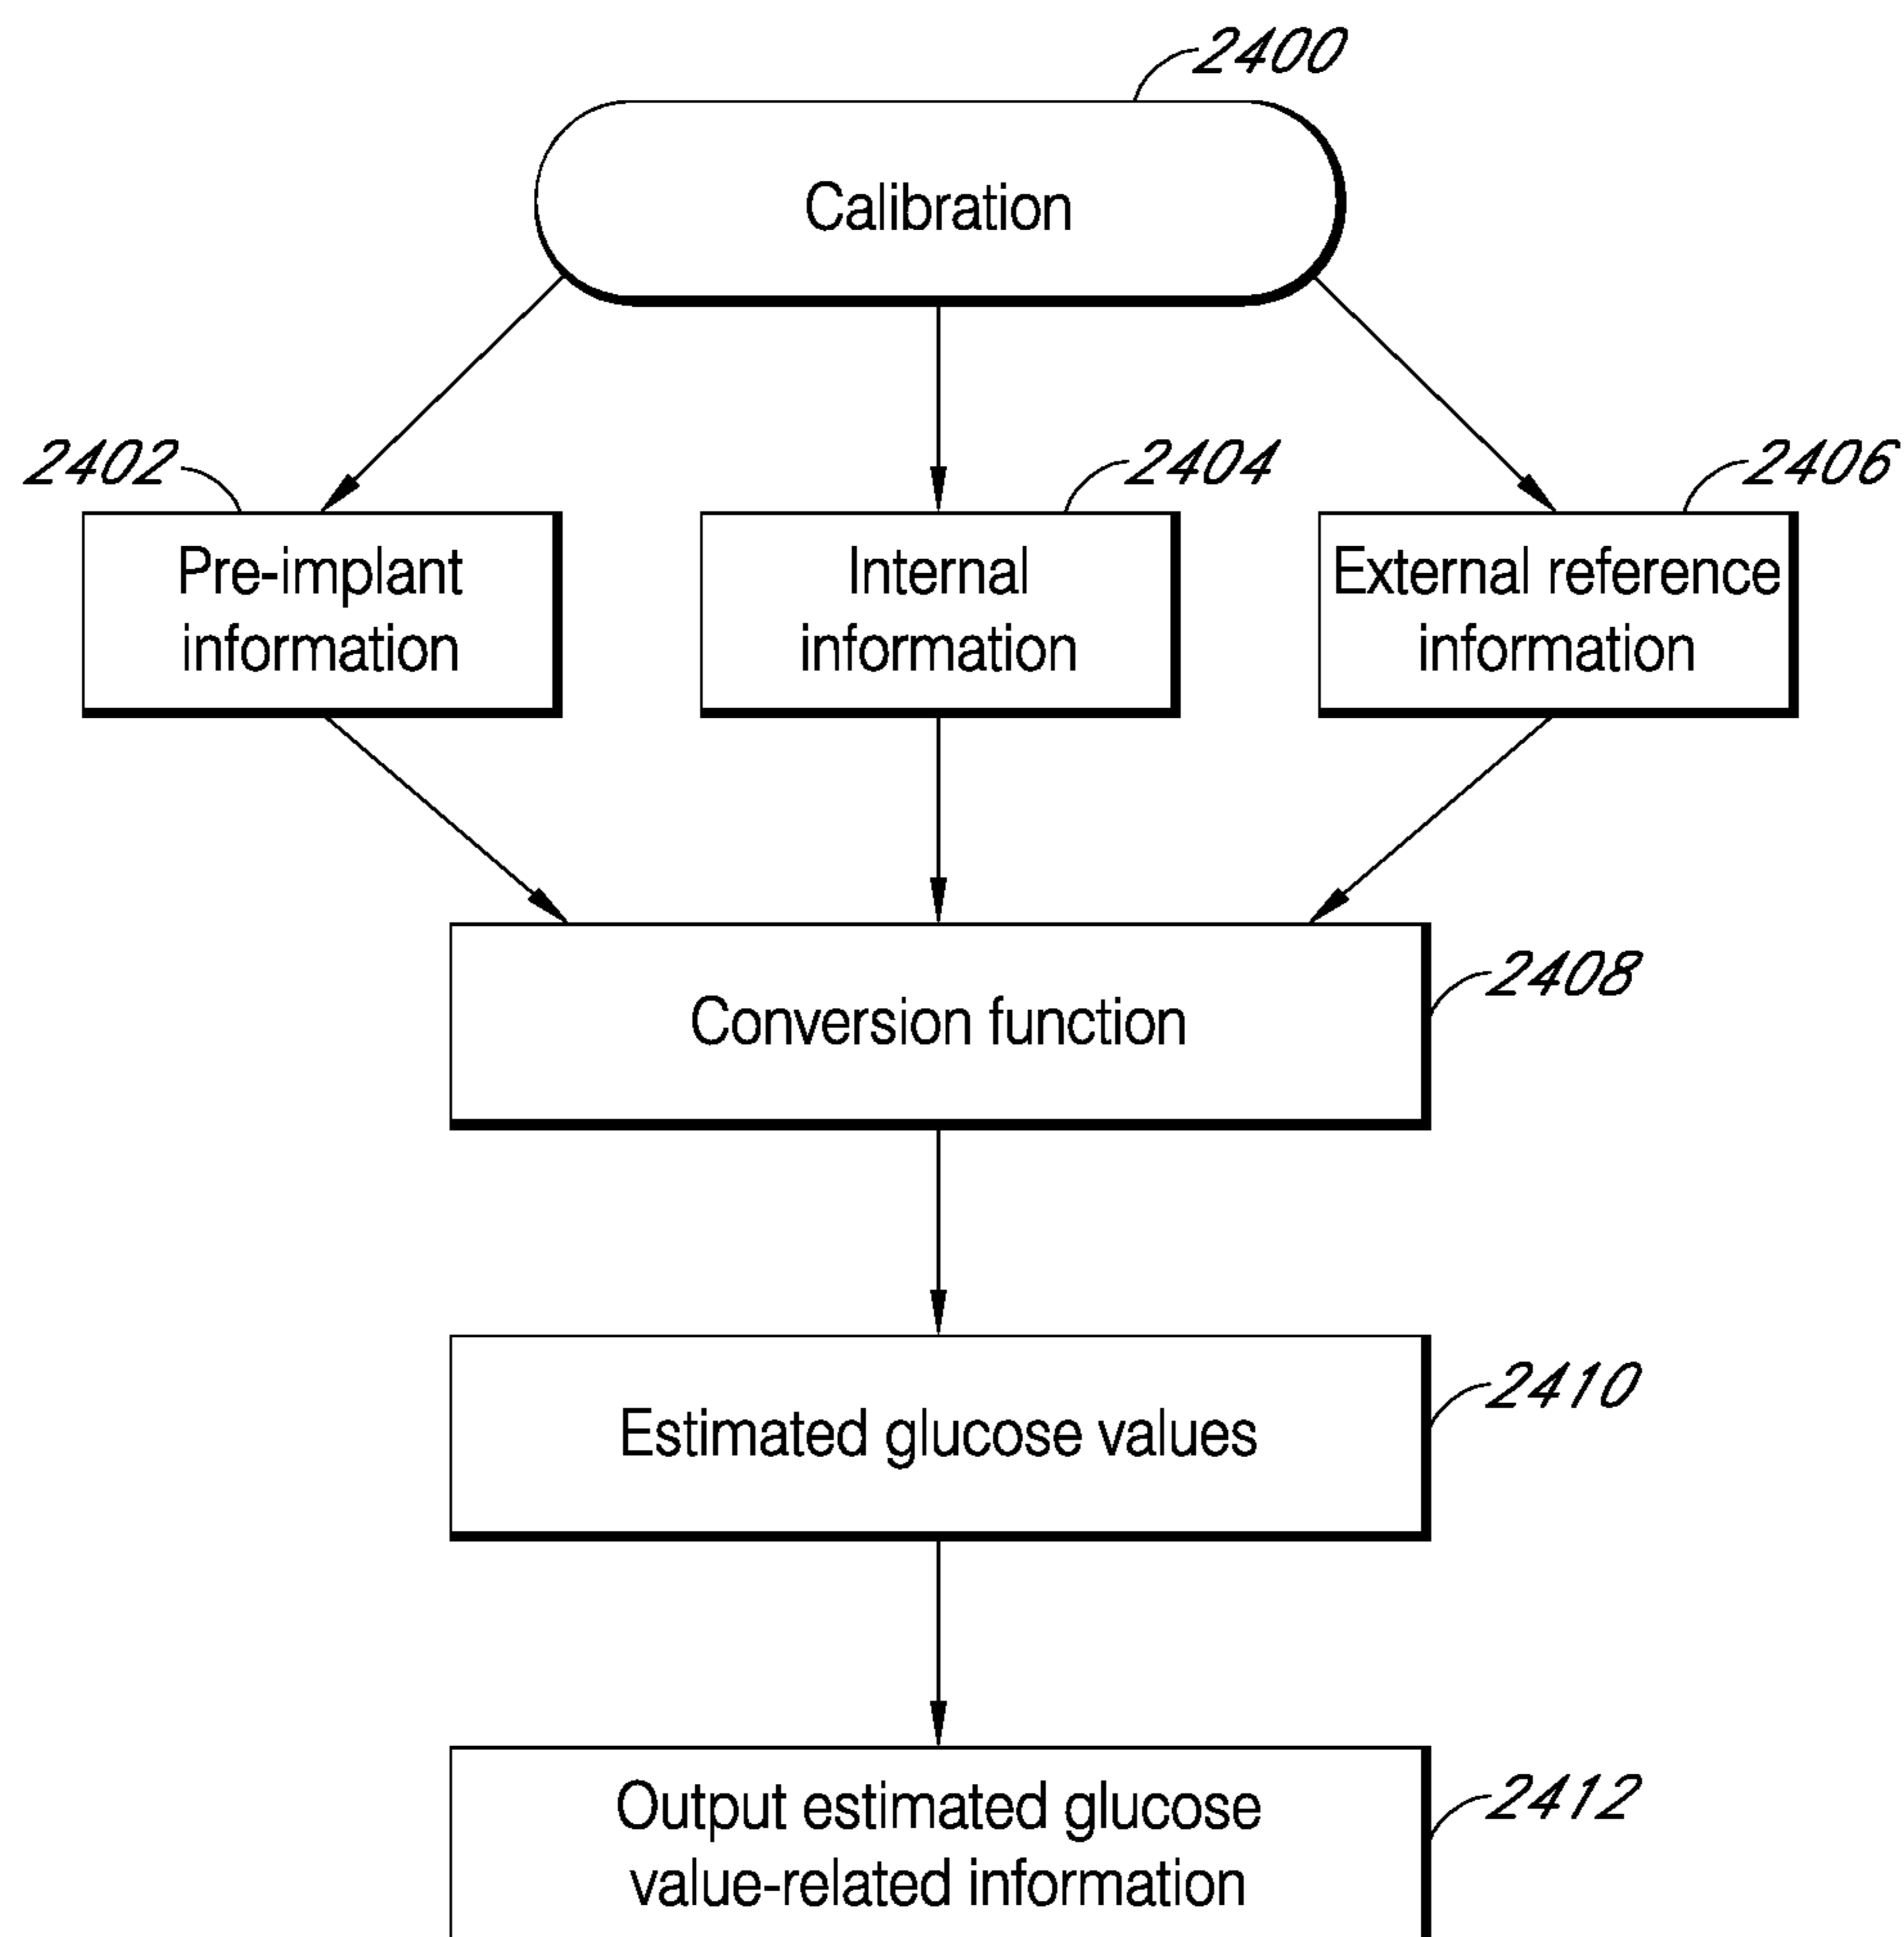 2400
Calibration
2402
2404
2406
Pre-implant
information
Internal
information
External reference
information
2408
Conversion function
2410
Estimated glucose values
2412
Output estimated glucose
value-related information